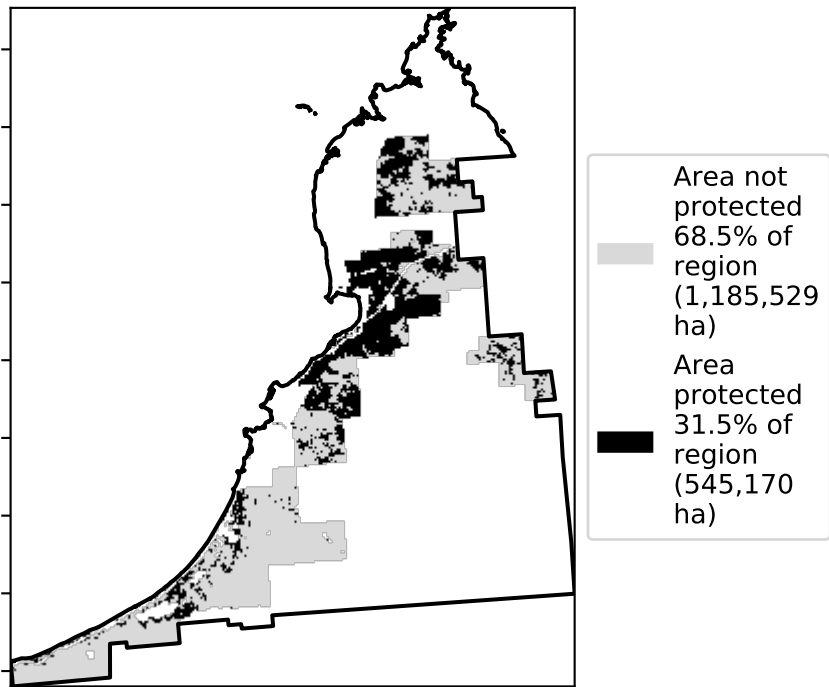 Area not
protected
68.5% of
region
(1,185,529
ha)
Area
protected
31.5% of
region
(545,170
ha)